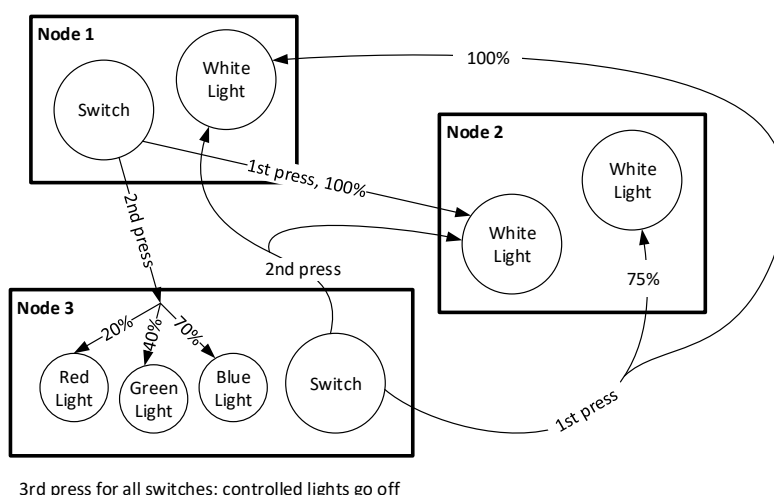 Node 1
White
Light
Switch
100%
Node 2
White
Light
1st press, 100%
White
Light
2nd press
2nd press
75%
Node 3
20%
40%
70%
Red
Light
Green
Light
Blue
Light
Switch
1st press
3rd press for all switches: controlled lights go off